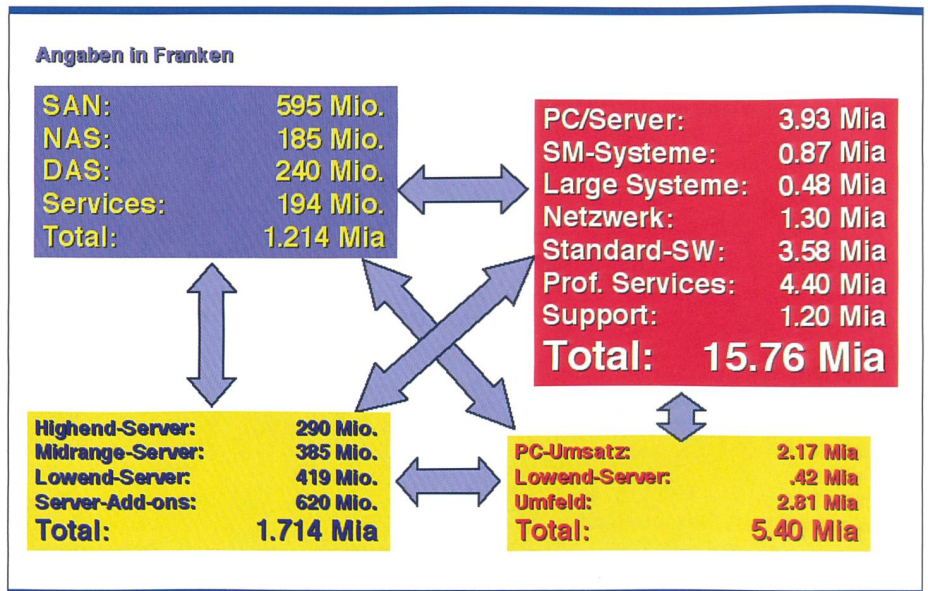 Angaben in Franken
SAN: 595 Mio.
NAS: 185 Mio.
DAS: 240 Mio.
Services: 194 Mio.
Total: 1.214 Mia
PC/Server: 3.93 Mia
SM-Systeme: 0.87 Mia
Large Systeme: 0.48 Mia
Netzwerk: 1.30 Mia
Standard-SW: 3.58 Mia
Prof. Services: 4.40 Mia
Support: 1.20 Mia
Total: 15.76 Mia
Highend-Server: 290 Mio.
Midrange-Server: 385 Mio.
Lowend-Server: 419 Mio.
Server-Add-ons: 620 Mio.
Total: 1.714 Mia
PC-Umsatz: 2.17 Mia
Lowend-Server: .42 Mia
Umfeld: 2.81 Mia
Total: 5.40 Mia